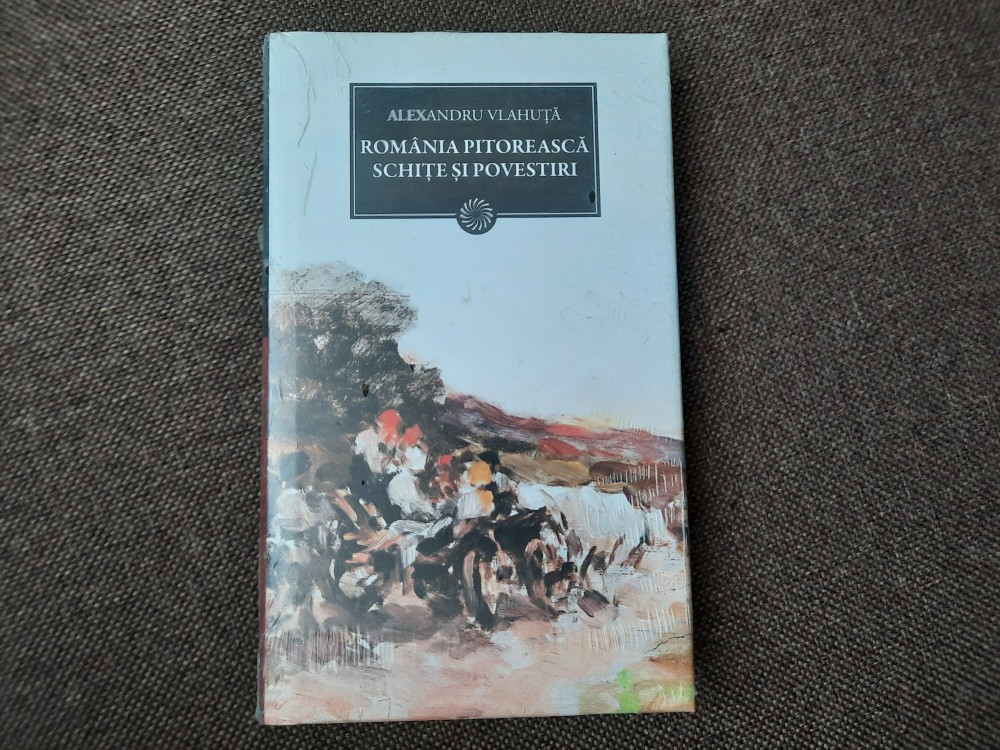 ALEXANDRU VLAHUȚĂ
ROMÂNIA PITOREASCĂ
SCHIȚE ȘI POVESTIRI